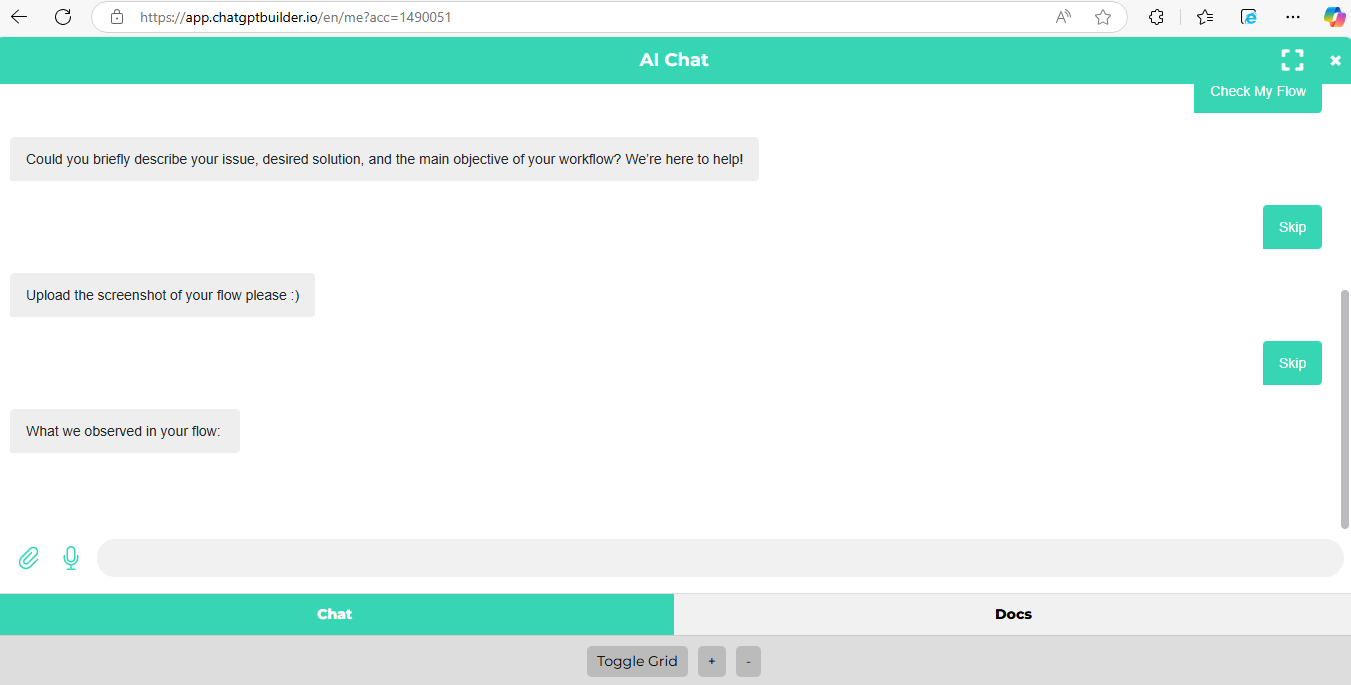 https://app.chatgptbuilder.io/en/me?acc=1490051
AI Chat
Check My Flow
Could you briefly describe your issue, desired solution, and the main objective of your workflow? We're here to help!
Skip
Upload the screenshot of your flow please :)
Skip
What we observed in your flow:
Chat
Docs
Toggle Grid
+
-